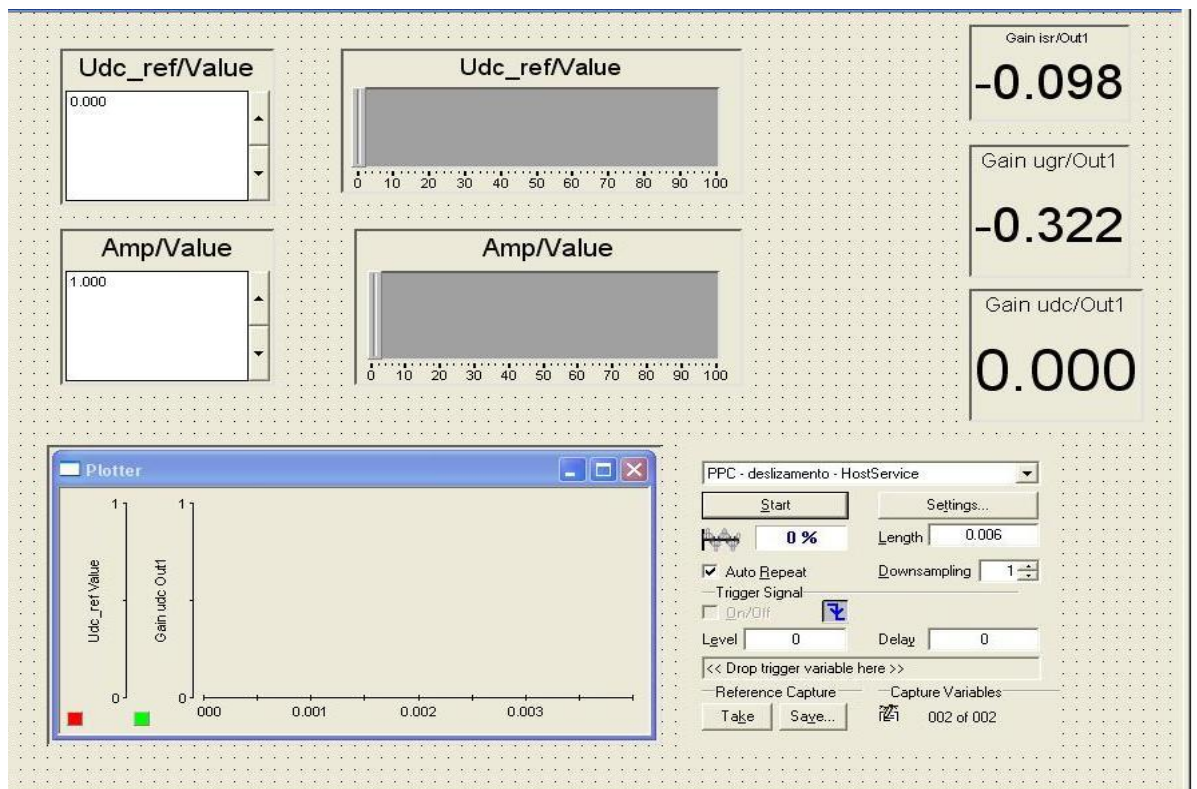 Udc_ref/Value
0.000
Udc_ref/Value
0 10 20 30 40 50 60 70 80 90 100
Gain isr/Out1
-0.098
Gain ugr/Out1
-0.322
Amp/Value
1.000
Amp/Value
0 10 20 30 40 50 60 70 80 90 100
Gain udc/Out1
0.000
Plotter
1
0
Udc_ref Value
1
0
Gain udc Out1
000 0.001 0.002 0.003
PPC - deslizamento - HostService
Start
Settings...
0 %
Length 0.006
Auto Repeat
Downsampling 1
Trigger Signal
On/Off
Level 0
Delay 0
<< Drop trigger variable here >>
Reference Capture
Capture Variables
Take
Save...
002 of 002